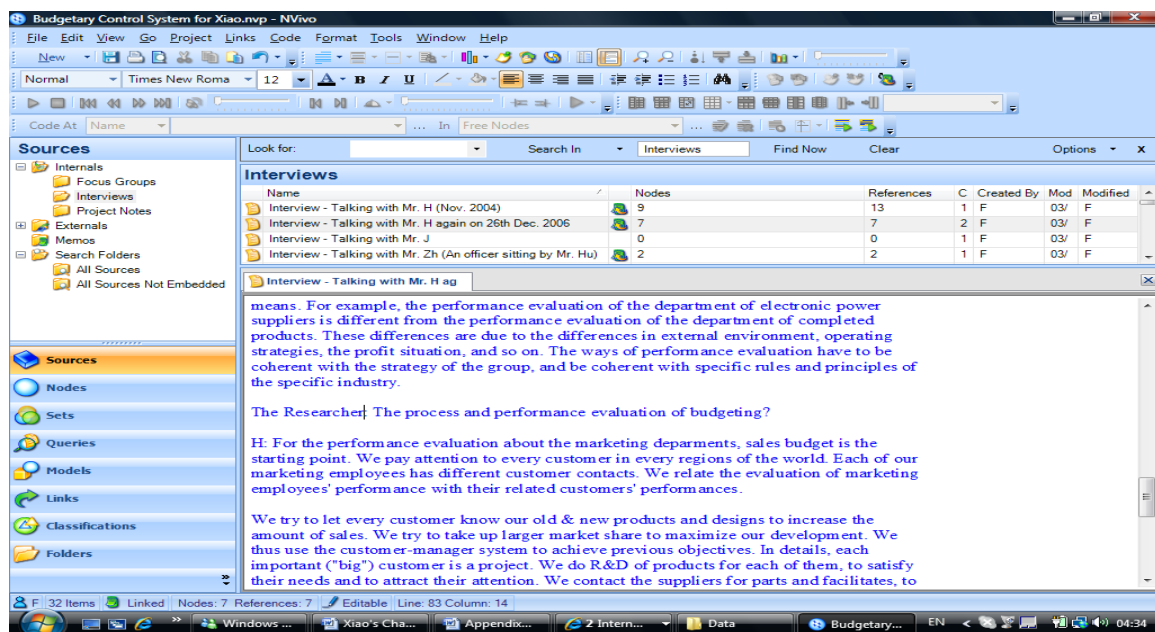 Budgetary Control System for Xiao.nvp - NVivo
File Edit View Go Project Links Code Format Tools Window Help
New
Normal Times New Roma 12 A B I U
Code At Name ... In Free Nodes ...
Sources
Internals
Focus Groups
Interviews
Project Notes
Externals
Memos
Search Folders
All Sources
All Sources Not Embedded
Sources
Nodes
Sets
Queries
Models
Links
Classifications
Folders
Look for: Search In Interviews Find Now Clear Options x
Interviews
Name Nodes References C Created By Mod Modified
Interview - Talking with Mr. H (Nov. 2004) 9 13 1 F 03/ F
Interview - Talking with Mr. H again on 26th Dec. 2006 7 7 2 F 03/ F
Interview - Talking with Mr. J 0 0 1 F 03/ F
Interview - Talking with Mr. Zh (An officer sitting by Mr. Hu) 2 2 1 F 03/ F
Interview - Talking with Mr. H ag
means. For example, the performance evaluation of the department of electronic power
suppliers is different from the performance evaluation of the department of completed
products. These differences are due to the differences in external environment, operating
strategies, the profit situation, and so on. The ways of performance evaluation have to be
coherent with the strategy of the group, and be coherent with specific rules and principles of
the specific industry.
The Researcher: The process and performance evaluation of budgeting?
H: For the performance evaluation about the marketing deparments, sales budget is the
starting point. We pay attention to every customer in every regions of the world. Each of our
marketing employees has different customer contacts. We relate the evaluation of marketing
employees' performance with their related customers' performances.
We try to let every customer know our old & new products and designs to increase the
amount of sales. We try to take up larger market share to maximize our development. We
thus use the customer-manager system to achieve previous objectives. In details, each
important ("big") customer is a project. We do R&D of products for each of them, to satisfy
their needs and to attract their attention. We contact the suppliers for parts and facilitates, to
F 32 Items Linked Nodes: 7 References: 7 Editable Line: 83 Column: 14
Windows ... Xiao's Cha... Appendix... 2 Intern... Data Budgetary... EN 04:34